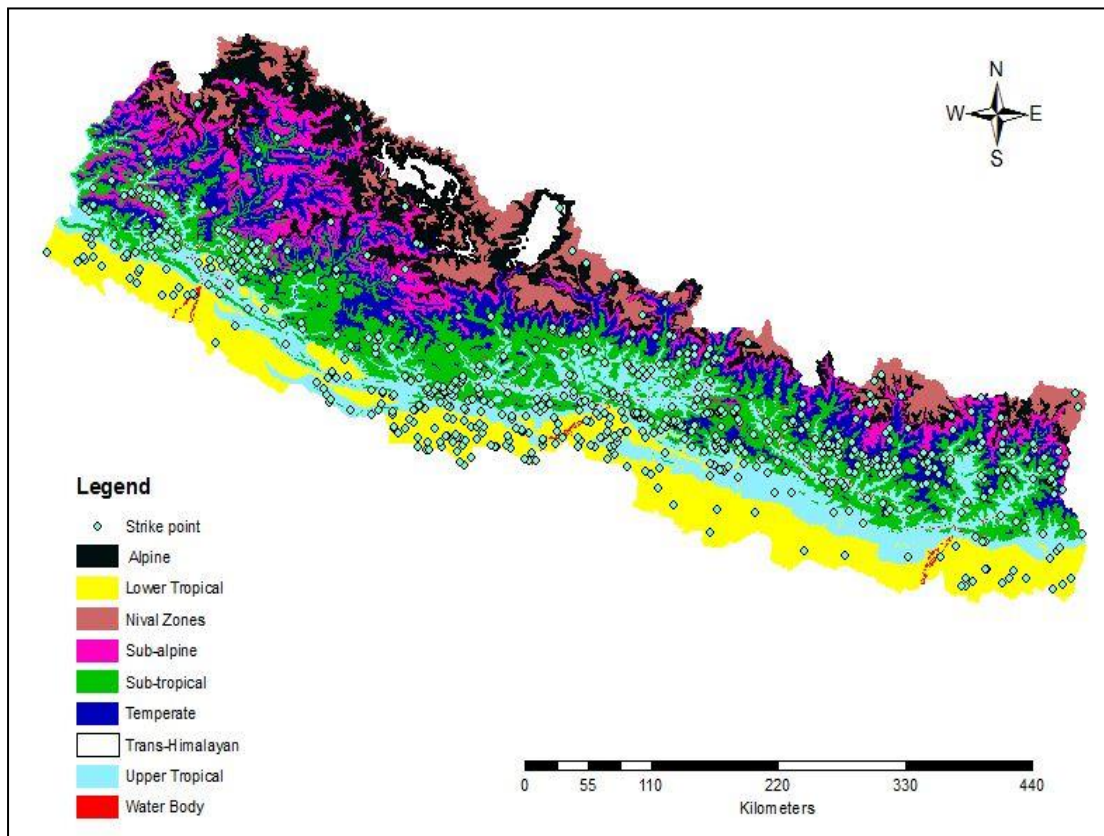 N
W E
S
Legend
Strike point
Alpine
Lower Tropical
Nival Zones
Sub-alpine
Sub-tropical
Temperate
Trans-Himalayan
Upper Tropical
Water Body
0 55 110 220 330 440
Kilometers